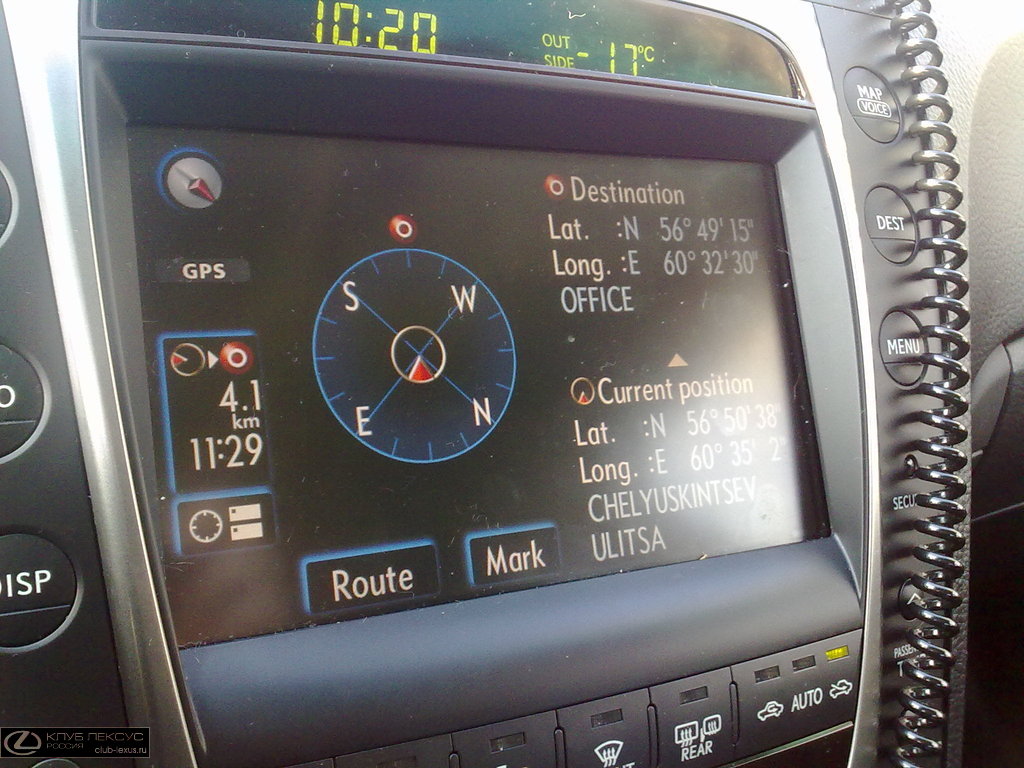 10:20
OUT
SIDE -17°C
MAP
VOICE
Destination
Lat. :N 56° 49' 15"
Long. :E 60° 32' 30"
OFFICE
DEST
GPS
S W
E N
MENU
4.1
km
11:29
Current position
Lat. :N 56° 50' 38"
Long. :E 60° 35' 2"
CHELYUSKINTSEV
ULITSA
Route
Mark
DISP
AUTO
REAR
КЛУБ ЛЕКСУС
РОССИЯ club-lexus.ru